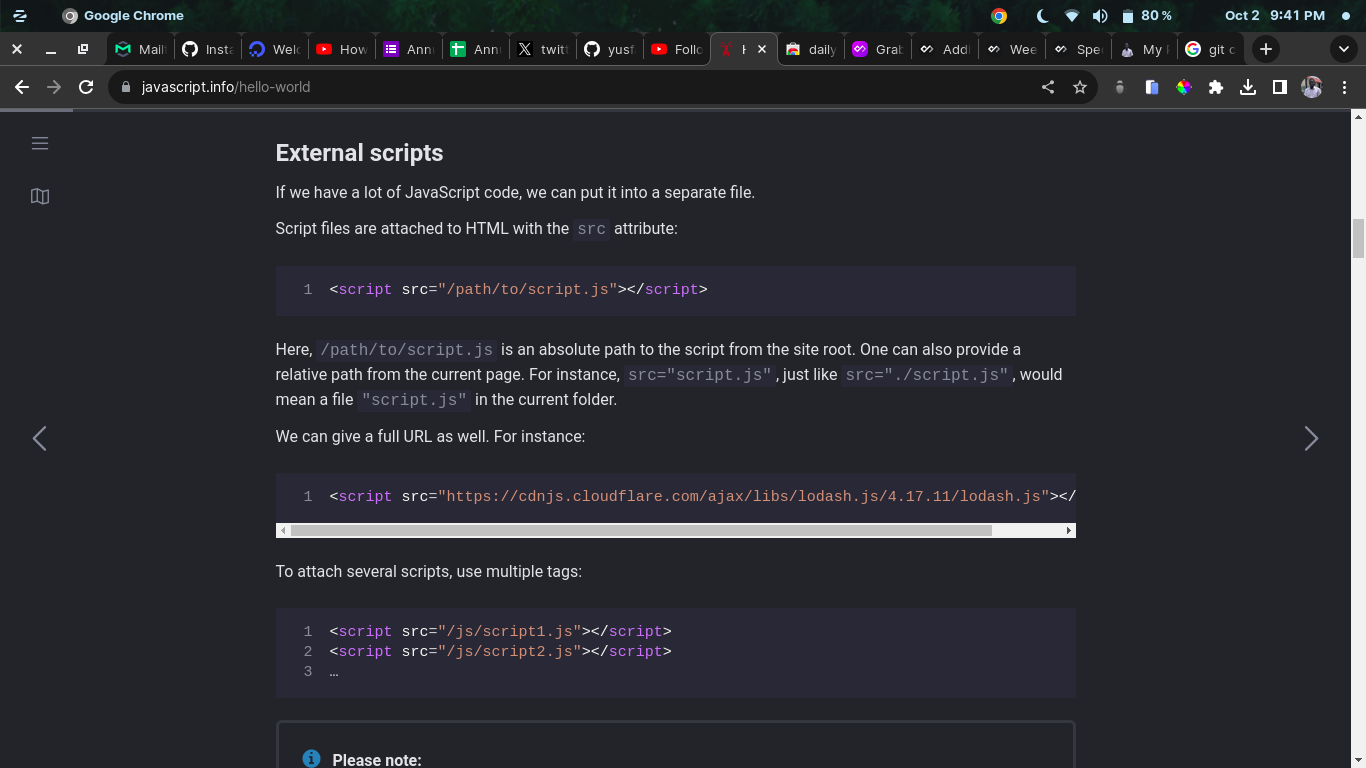 Google Chrome
80 %
Oct 2 9:41 PM
Mail
Insta
Welc
How
Annu
Annu
twitt
yusf
Follo
H
daily
Grab
Addi
Wee
Spec
My
git c
javascript.info/hello-world
External scripts
If we have a lot of JavaScript code, we can put it into a separate file.
Script files are attached to HTML with the src attribute:
1 <script src="/path/to/script.js"></script>
Here, /path/to/script.js is an absolute path to the script from the site root. One can also provide a
relative path from the current page. For instance, src="script.js", just like src="./script.js", would
mean a file "script.js" in the current folder.
We can give a full URL as well. For instance:
1 <script src="https://cdnjs.cloudflare.com/ajax/libs/lodash.js/4.17.11/lodash.js"></
To attach several scripts, use multiple tags:
1 <script src="/js/script1.js"></script>
2 <script src="/js/script2.js"></script>
3 …
Please note: